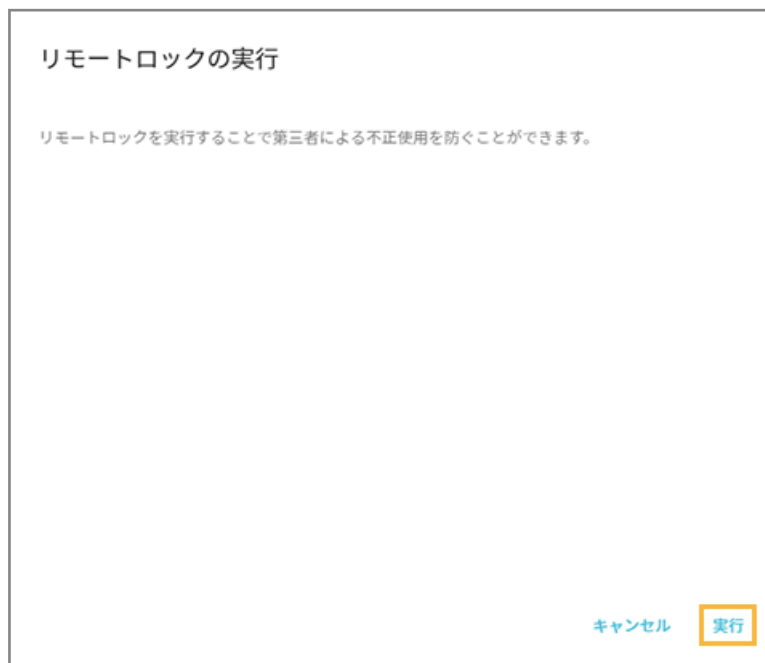 リモートロックの実行
リモートロックを実行することで第三者による不正使用を防ぐことができます。
キャンセル 実行